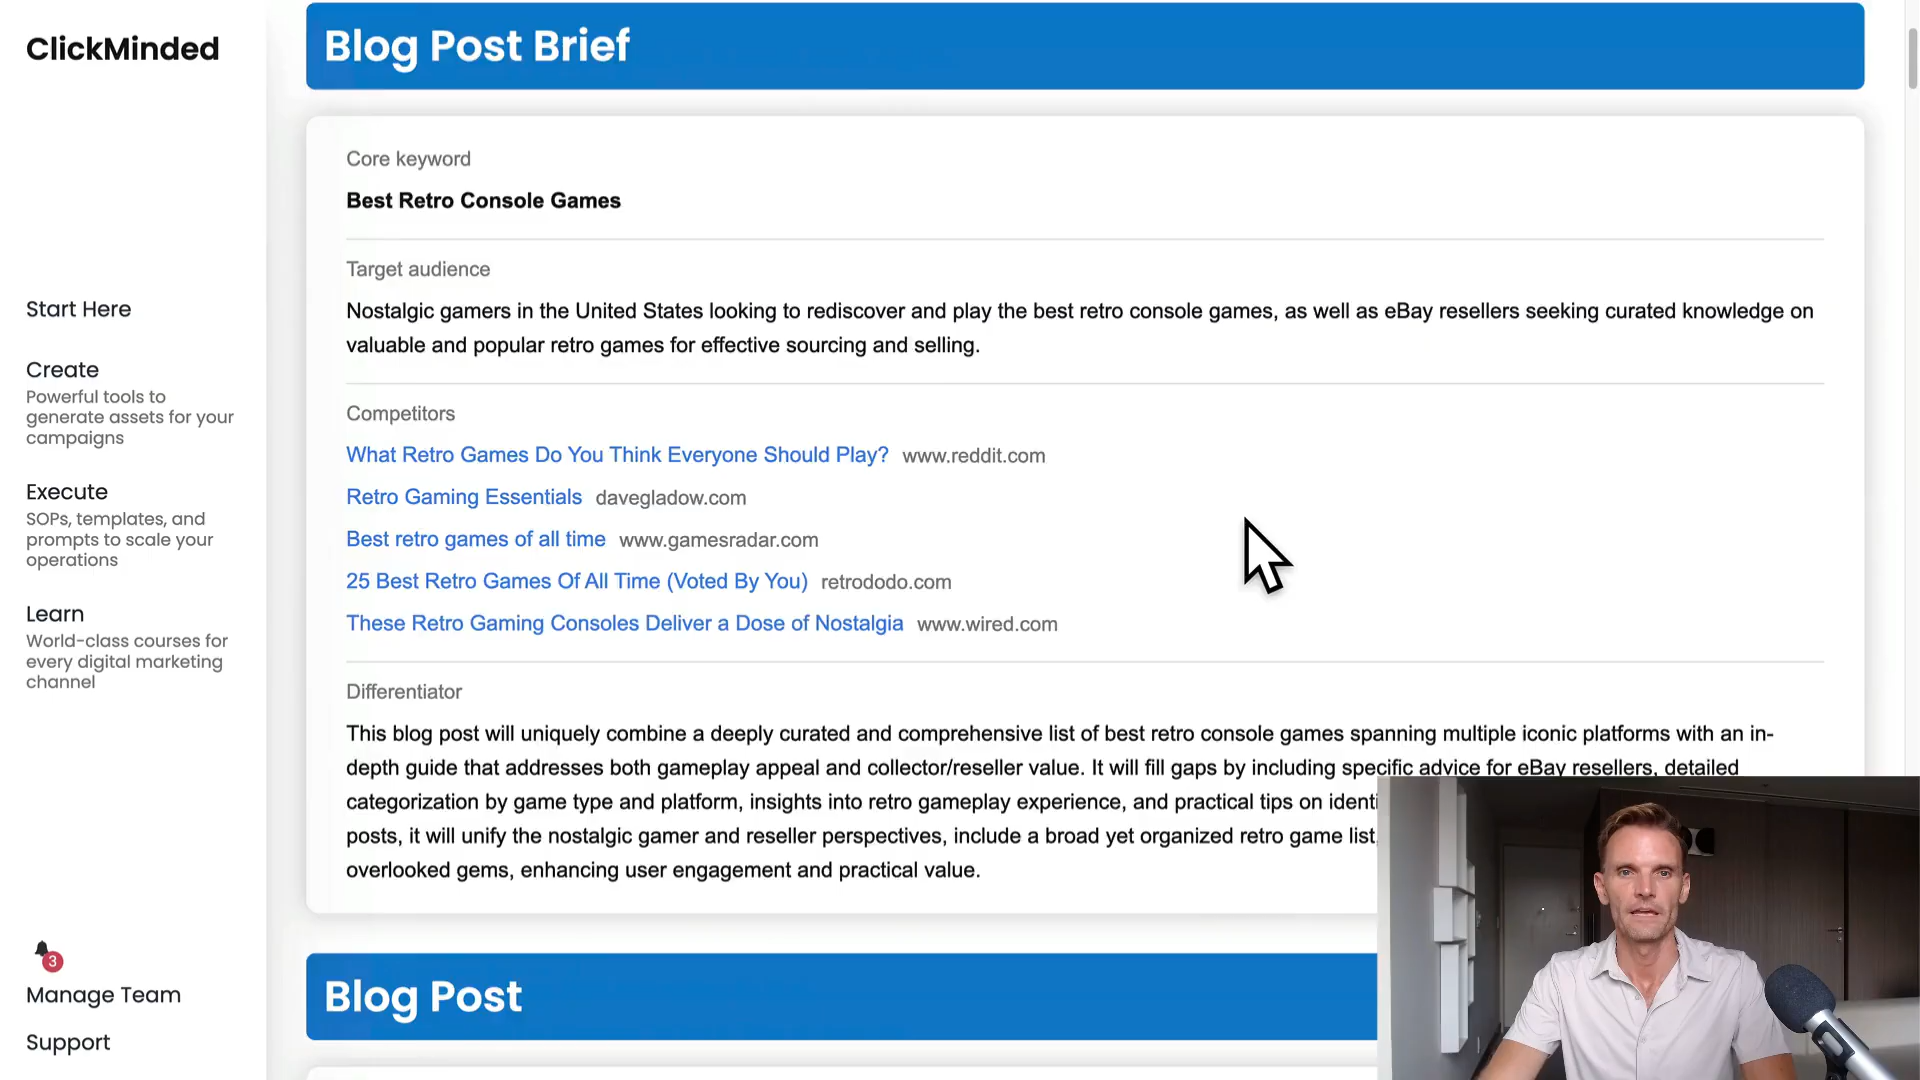 ClickMinded
Start Here
Create
Powerful tools to
generate assets for your
campaigns
Execute
SOPs, templates, and
prompts to scale your
operations
Learn
World-class courses for
every digital marketing
channel
3
Manage Team
Support
Blog Post Brief
Core keyword
Best Retro Console Games
Target audience
Nostalgic gamers in the United States looking to rediscover and play the best retro console games, as well as eBay resellers seeking curated knowledge on
valuable and popular retro games for effective sourcing and selling.
Competitors
What Retro Games Do You Think Everyone Should Play? www.reddit.com
Retro Gaming Essentials davegladow.com
Best retro games of all time www.gamesradar.com
25 Best Retro Games Of All Time (Voted By You) retrododo.com
These Retro Gaming Consoles Deliver a Dose of Nostalgia www.wired.com
Differentiator
This blog post will uniquely combine a deeply curated and comprehensive list of best retro console games spanning multiple iconic platforms with an in-
depth guide that addresses both gameplay appeal and collector/reseller value. It will fill gaps by including specific advice for eBay resellers, detailed
categorization by game type and platform, insights into retro gameplay experience, and practical tips on
posts, it will unify the nostalgic gamer and reseller perspectives, include a broad yet organized retro game list,
overlooked gems, enhancing user engagement and practical value.
Blog Post